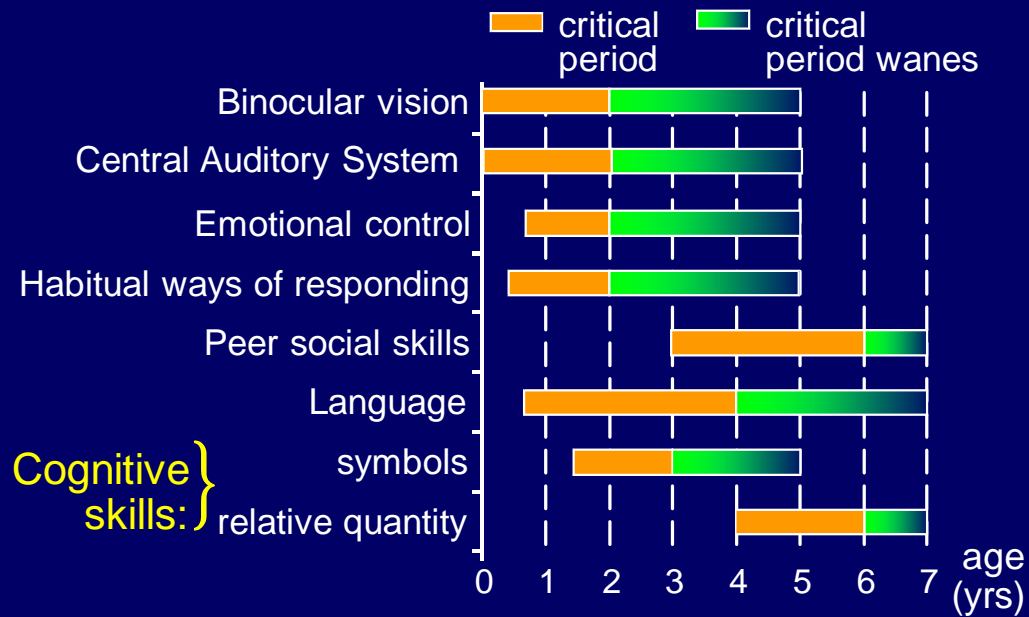 critical
period
critical
period wanes
Binocular vision
Central Auditory System
Emotional control
Habitual ways of responding
Peer social skills
Language
Cognitive
skills:
symbols
relative quantity
0 1 2 3 4 5 6 7
age
(yrs)